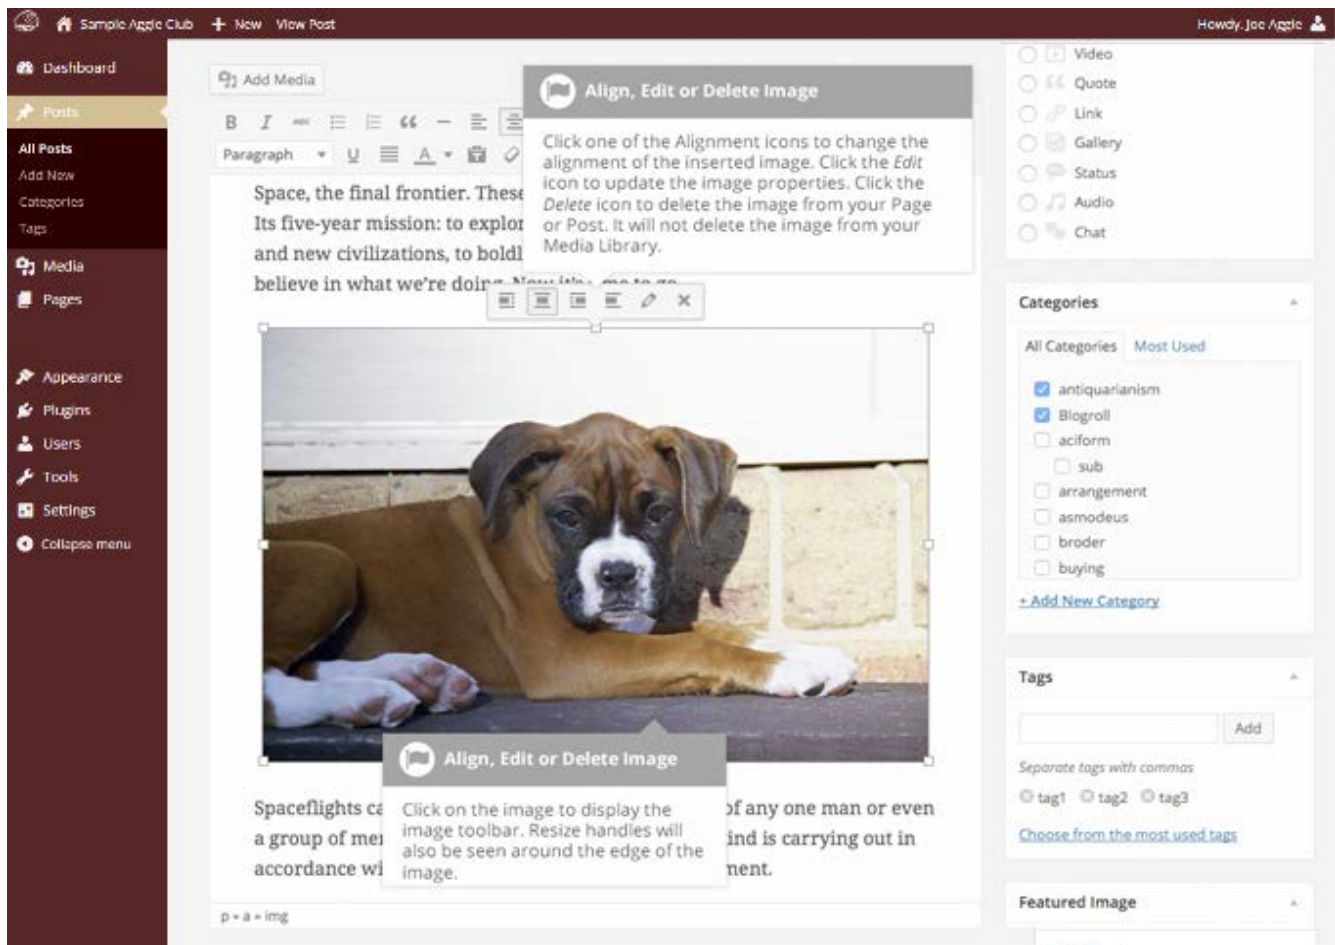 Sample Aggie Club
New
View Post
Howdy, Joe Aggie
Dashboard
Posts
All Posts
Add New
Categories
Tags
Media
Pages
Appearance
Plugins
Users
Tools
Settings
Collapse menu
Add Media
B I ABC
Paragraph U A
Space, the final frontier. These
Its five-year mission: to explor
and new civilizations, to boldl
believe in what we're doing. Now it's
Align, Edit or Delete Image
Click one of the Alignment icons to change the
alignment of the inserted image. Click the Edit
icon to update the image properties. Click the
Delete icon to delete the image from your Page
or Post. It will not delete the image from your
Media Library.
Align, Edit or Delete Image
Click on the image to display the
image toolbar. Resize handles will
also be seen around the edge of the
image.
Spaceflights ca of any one man or even
a group of me ind is carrying out in
accordance wi ment.
p » a » img
Video
Quote
Link
Gallery
Status
Audio
Chat
Categories
All Categories Most Used
antiquarianism
Blogroll
aciform
sub
arrangement
asmodeus
broder
buying
+ Add New Category
Tags
Add
Separate tags with commas
tag1 tag2 tag3
Choose from the most used tags
Featured Image